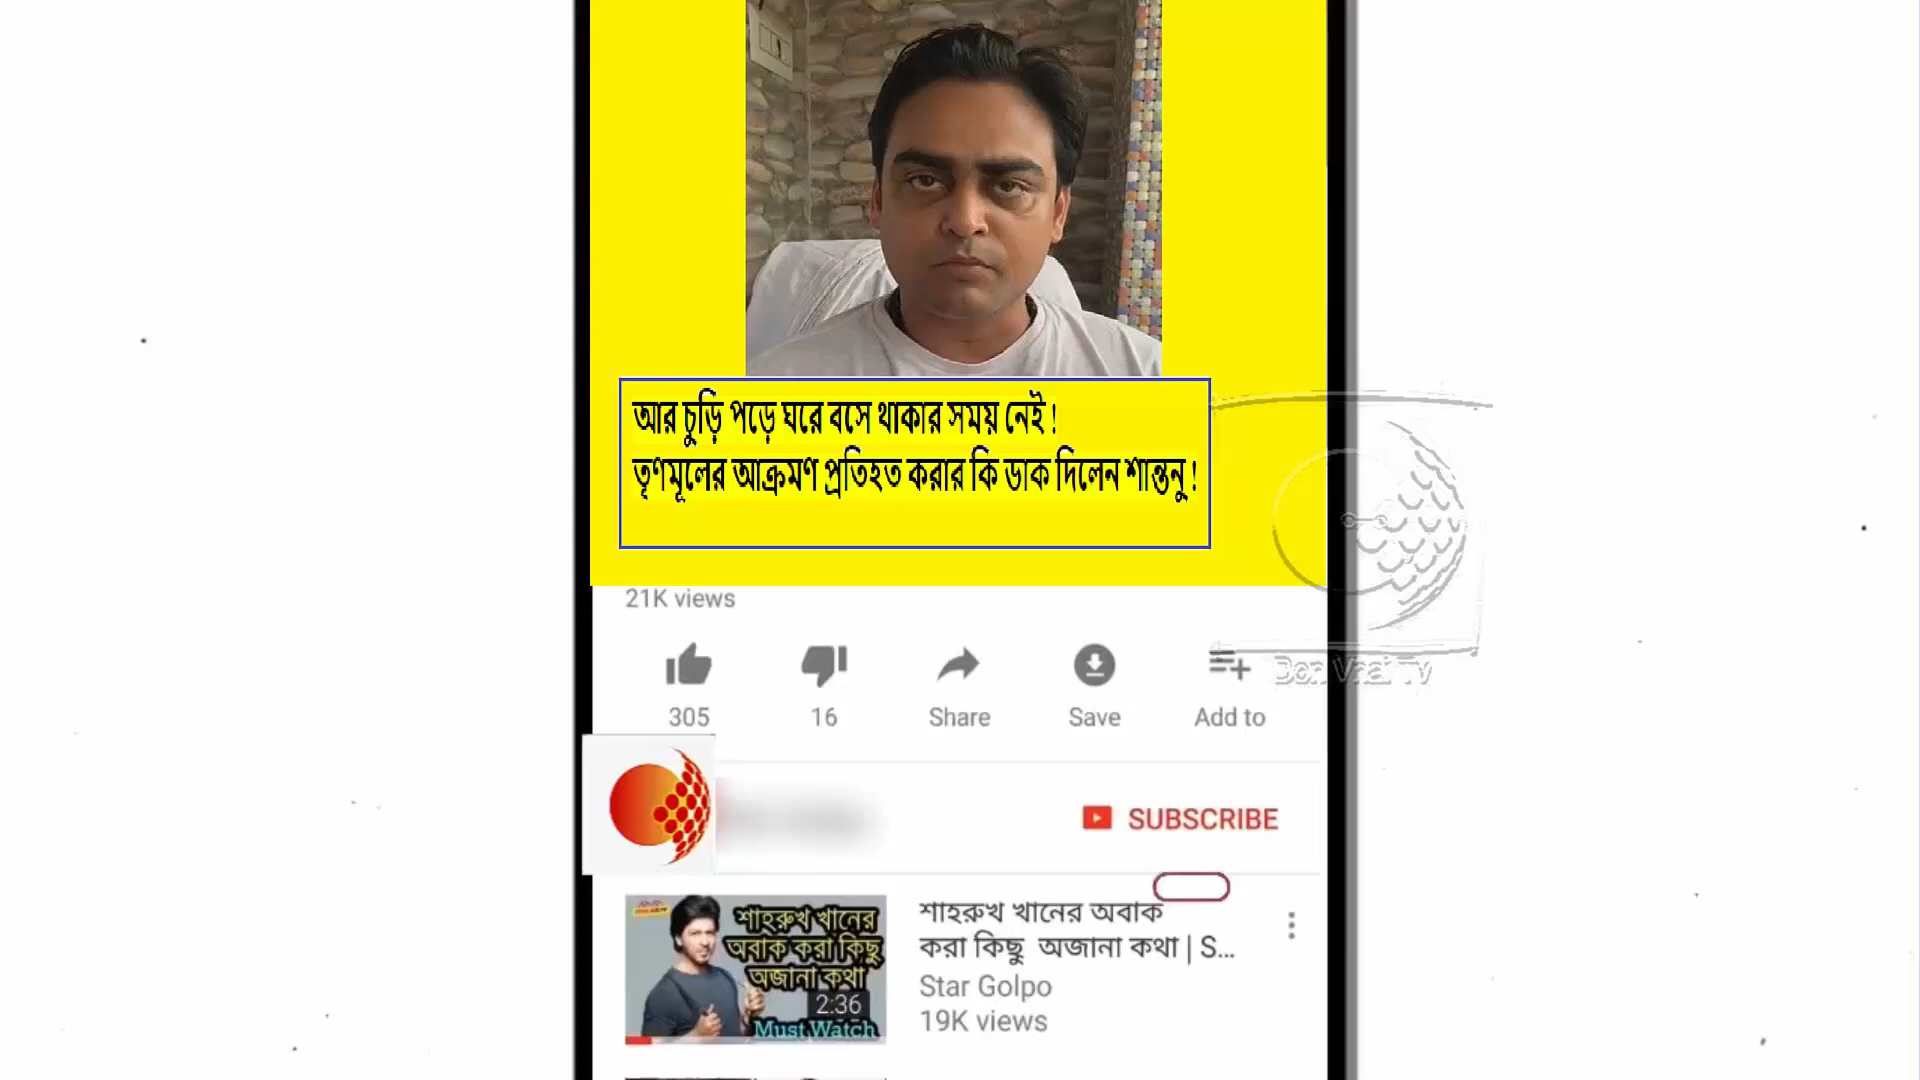 আর চুড়ি পড়ে ঘরে বসে থাকার সময় নেই!
তৃণমূলের আক্রমণ প্রতিহত করার কি ডাক দিলেন শান্তনু!
21K views
305
16
Share
Save
Add to
Tv
SUBSCRIBE
শাহরুখ খানের
অবাক করা কিছু
অজানা কথা
2:36
Must Watch
শাহরুখ খানের অবাক
করা কিছু অজানা কথা | S...
Star Golpo
19K views